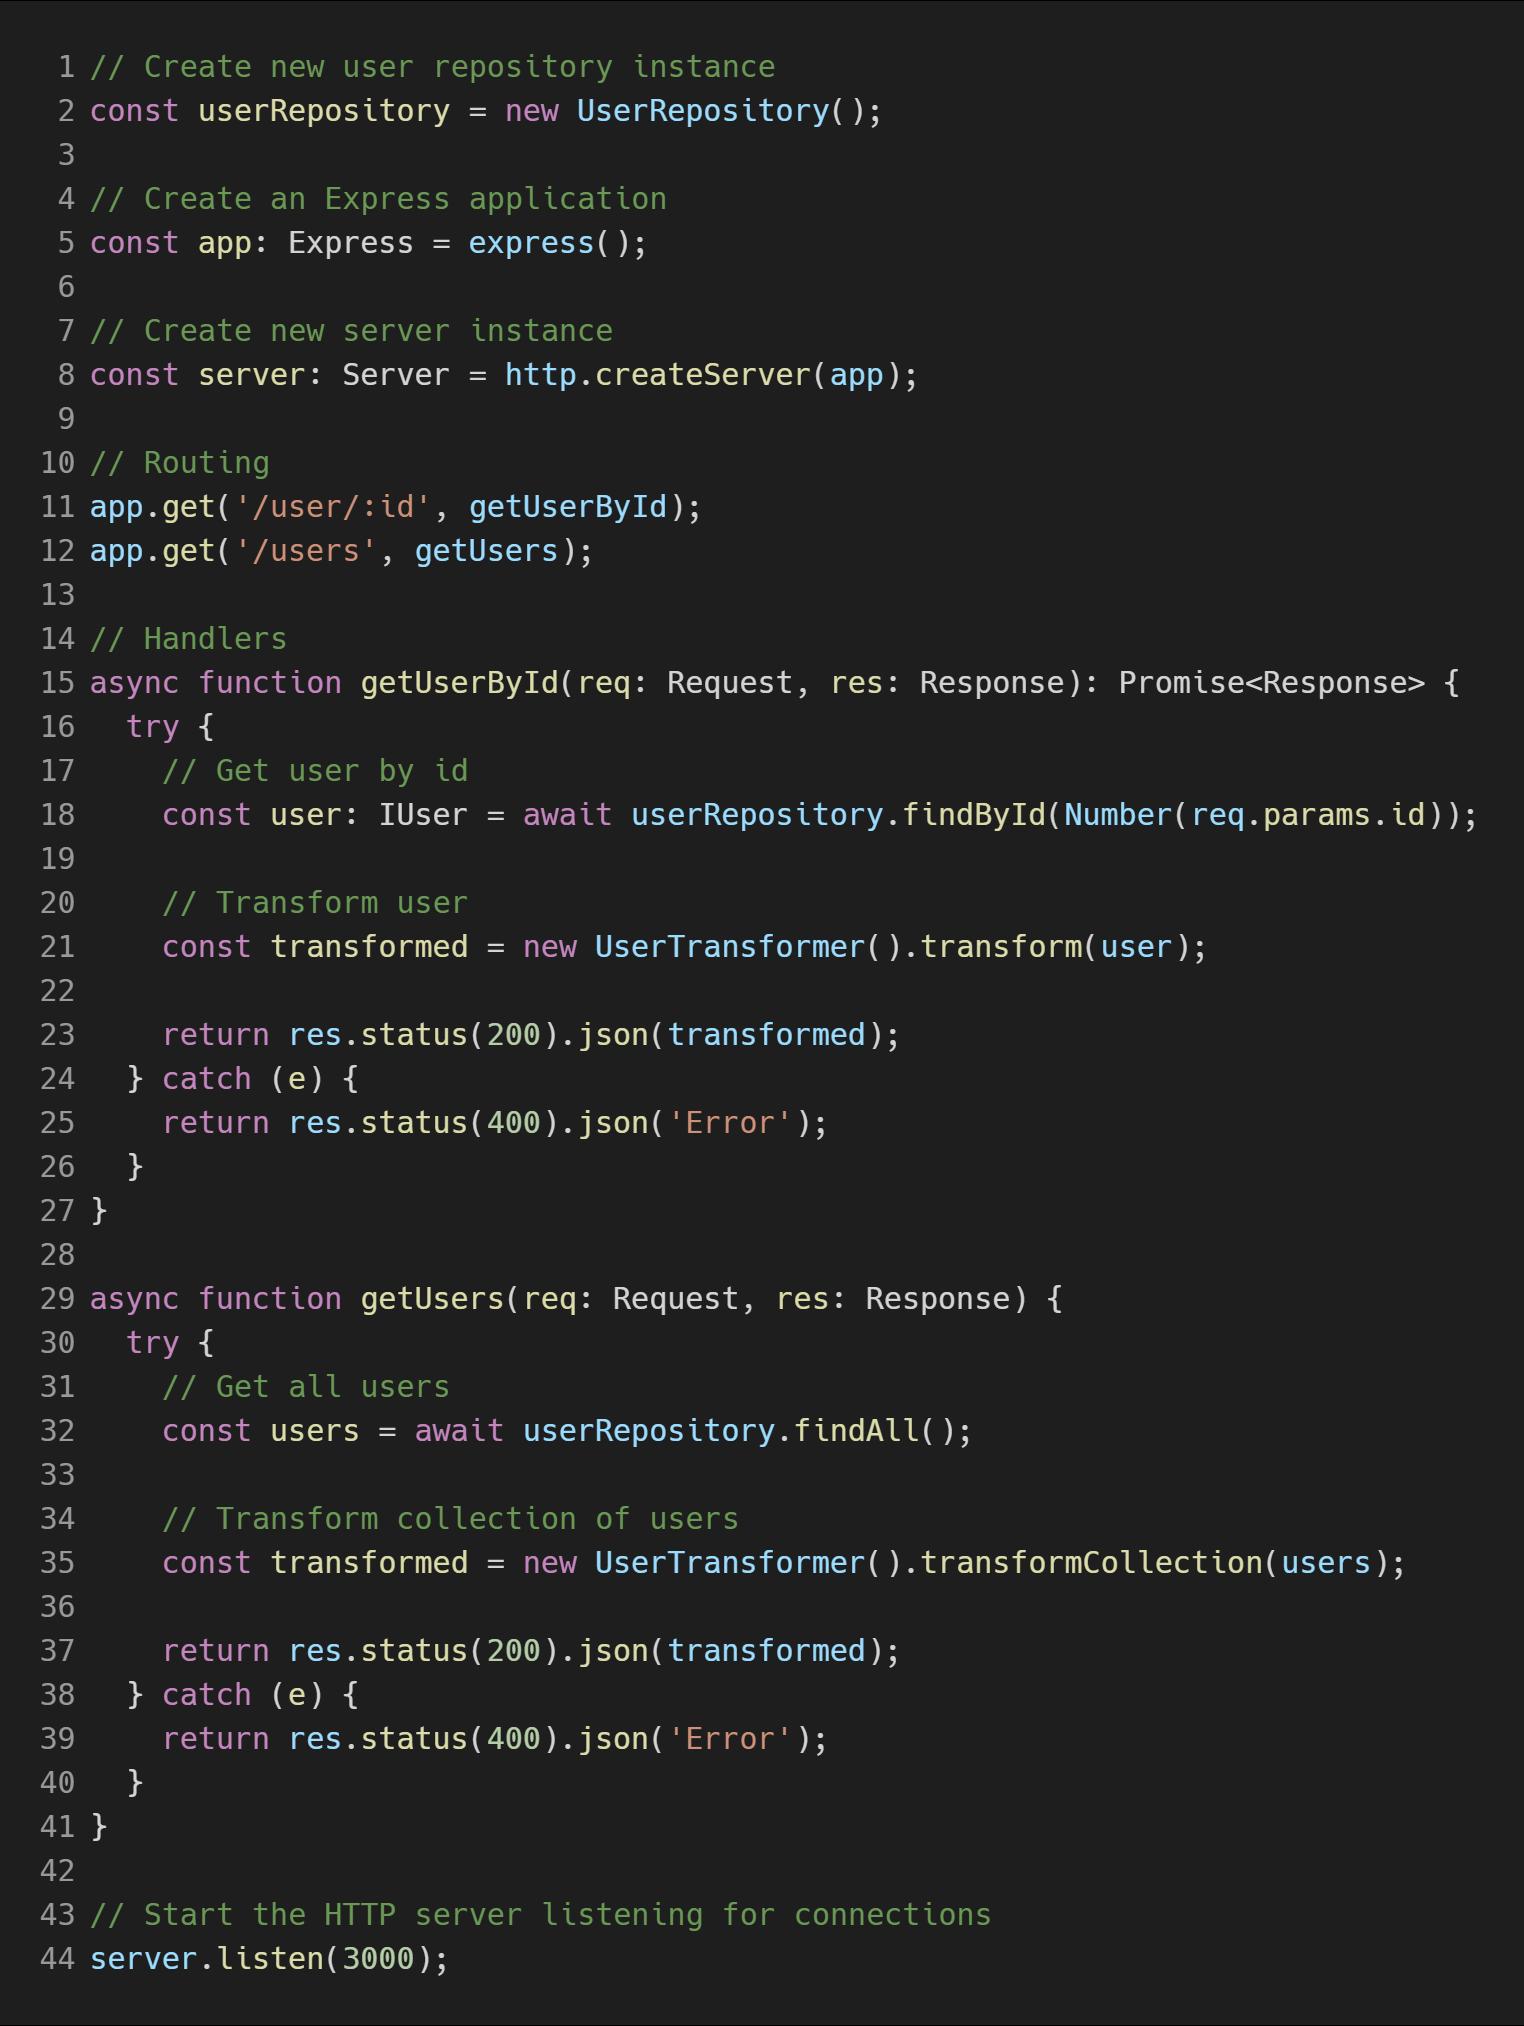 1 // Create new user repository instance
2 const userRepository = new UserRepository();
3
4 // Create an Express application
5 const app: Express = express();
6
7 // Create new server instance
8 const server: Server = http.createServer(app);
9
10 // Routing
11 app.get('/user/:id', getUserById);
12 app.get('/users', getUsers);
13
14 // Handlers
15 async function getUserById(req: Request, res: Response): Promise<Response> {
16   try {
17     // Get user by id
18     const user: IUser = await userRepository.findById(Number(req.params.id));
19
20     // Transform user
21     const transformed = new UserTransformer().transform(user);
22
23     return res.status(200).json(transformed);
24   } catch (e) {
25     return res.status(400).json('Error');
26   }
27 }
28
29 async function getUsers(req: Request, res: Response) {
30   try {
31     // Get all users
32     const users = await userRepository.findAll();
33
34     // Transform collection of users
35     const transformed = new UserTransformer().transformCollection(users);
36
37     return res.status(200).json(transformed);
38   } catch (e) {
39     return res.status(400).json('Error');
40   }
41 }
42
43 // Start the HTTP server listening for connections
44 server.listen(3000);